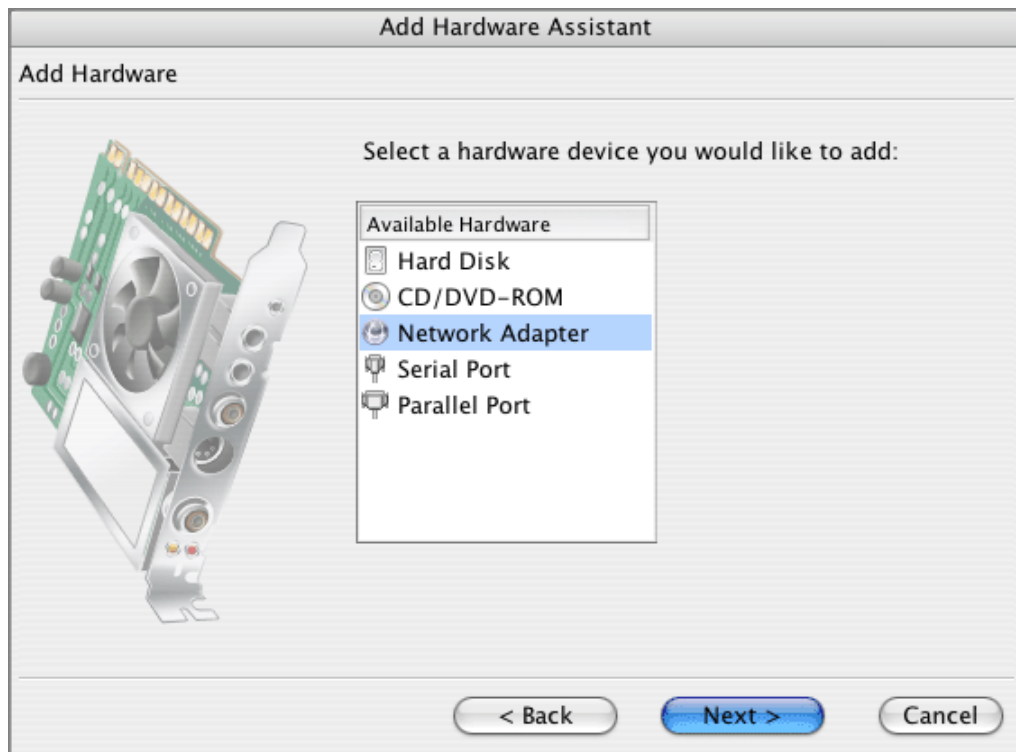 Add Hardware Assistant
Add Hardware
Select a hardware device you would like to add:
Available Hardware
Hard Disk
CD/DVD-ROM
Network Adapter
Serial Port
Parallel Port
< Back
Next >
Cancel